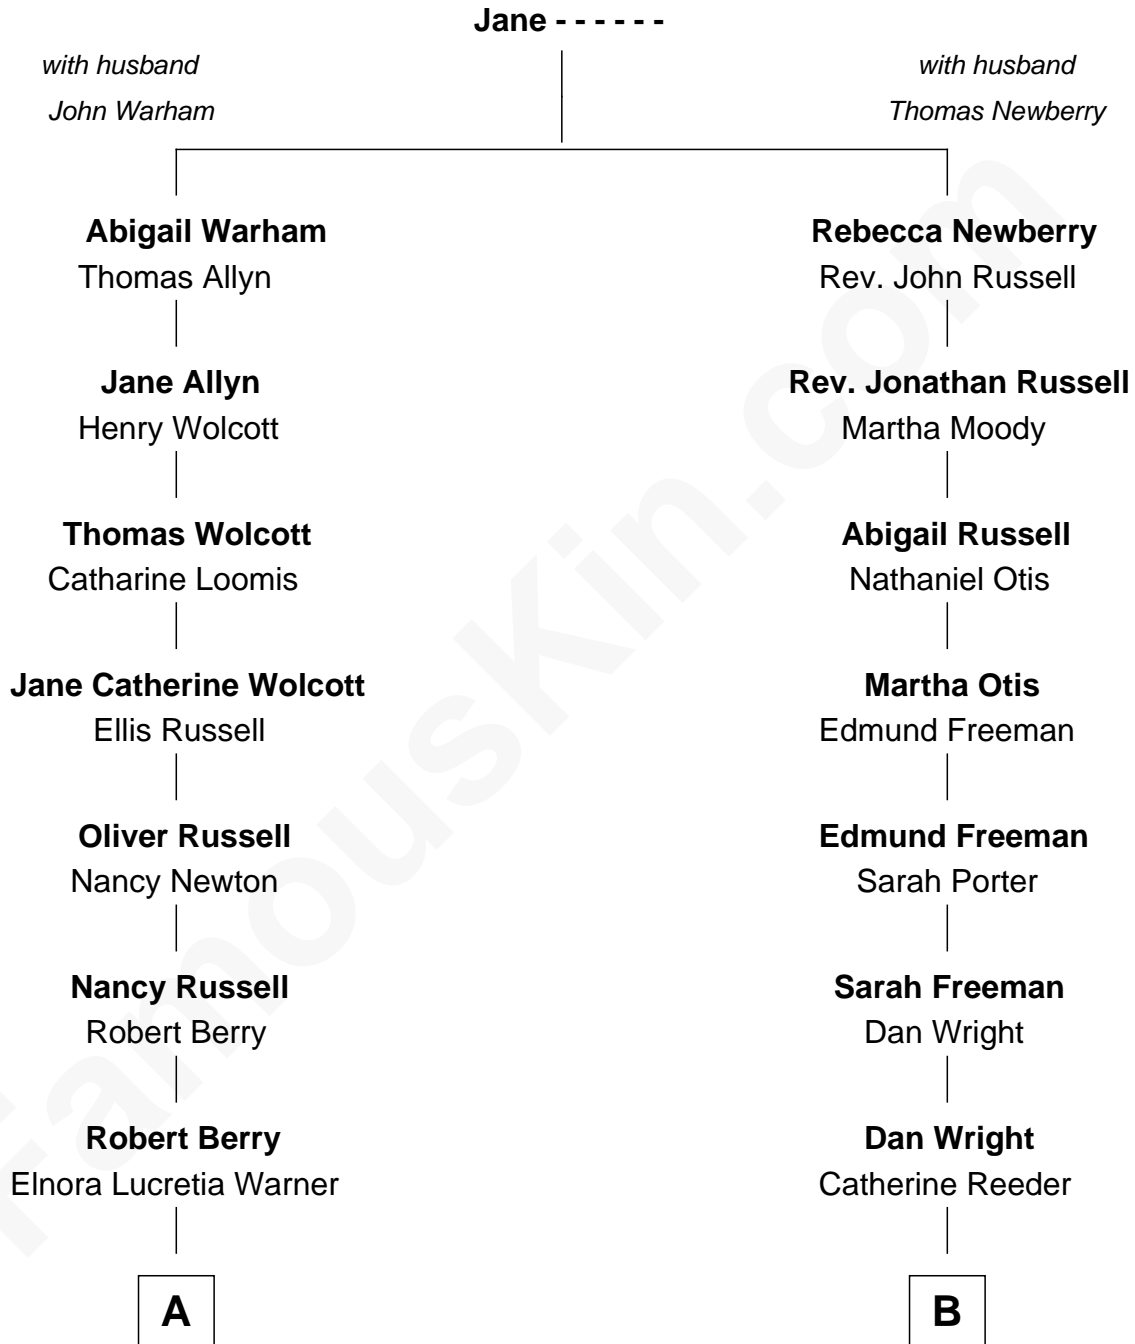 Jane - - - - - -
with husband
John Warham
with husband
Thomas Newberry
Abigail Warham
Thomas Allyn
Rebecca Newberry
Rev. John Russell
Jane Allyn
Henry Wolcott
Rev. Jonathan Russell
Martha Moody
Thomas Wolcott
Catharine Loomis
Abigail Russell
Nathaniel Otis
Jane Catherine Wolcott
Ellis Russell
Martha Otis
Edmund Freeman
Oliver Russell
Nancy Newton
Edmund Freeman
Sarah Porter
Nancy Russell
Robert Berry
Sarah Freeman
Dan Wright
Robert Berry
Elnora Lucretia Warner
Dan Wright
Catherine Reeder
A
B
FamousKin.com